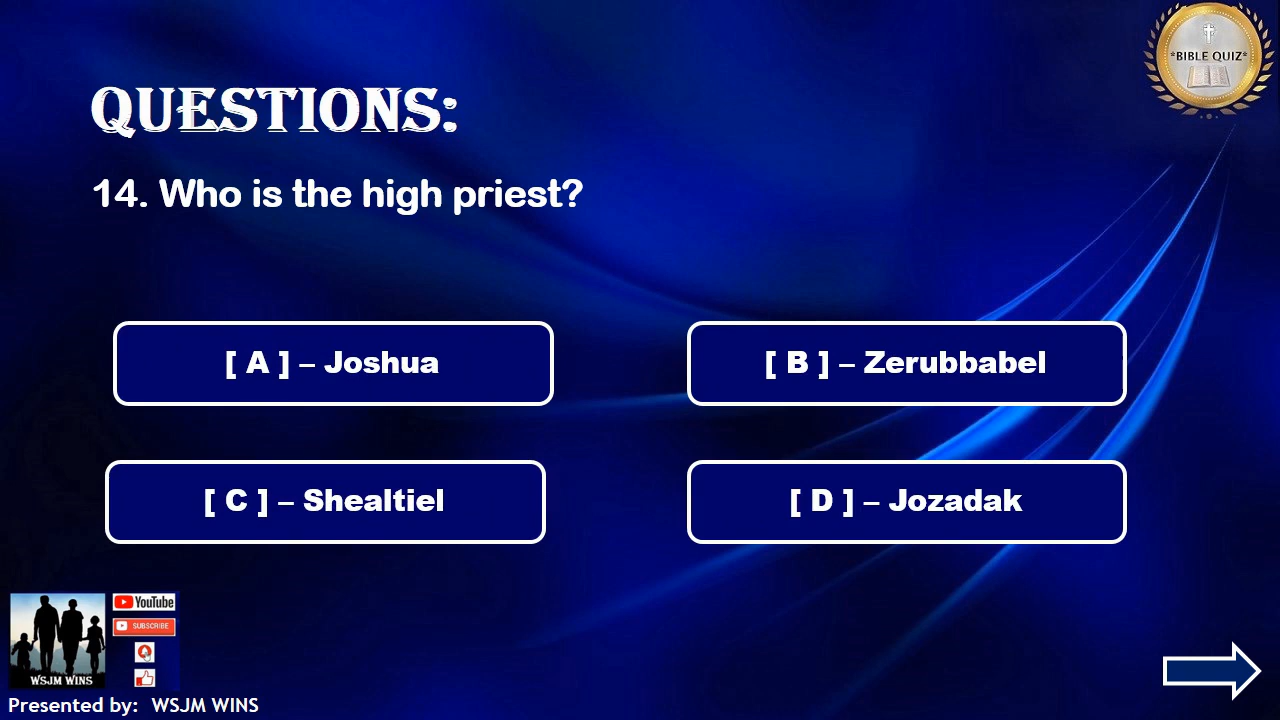 *BIBLE QUIZ*
QUESTIONS:
14. Who is the high priest?
[ A ] – Joshua
[ B ] – Zerubbabel
[ C ] – Shealtiel
[ D ] – Jozadak
YouTube
SUBSCRIBE
WSJM WINS
Presented by: WSJM WINS